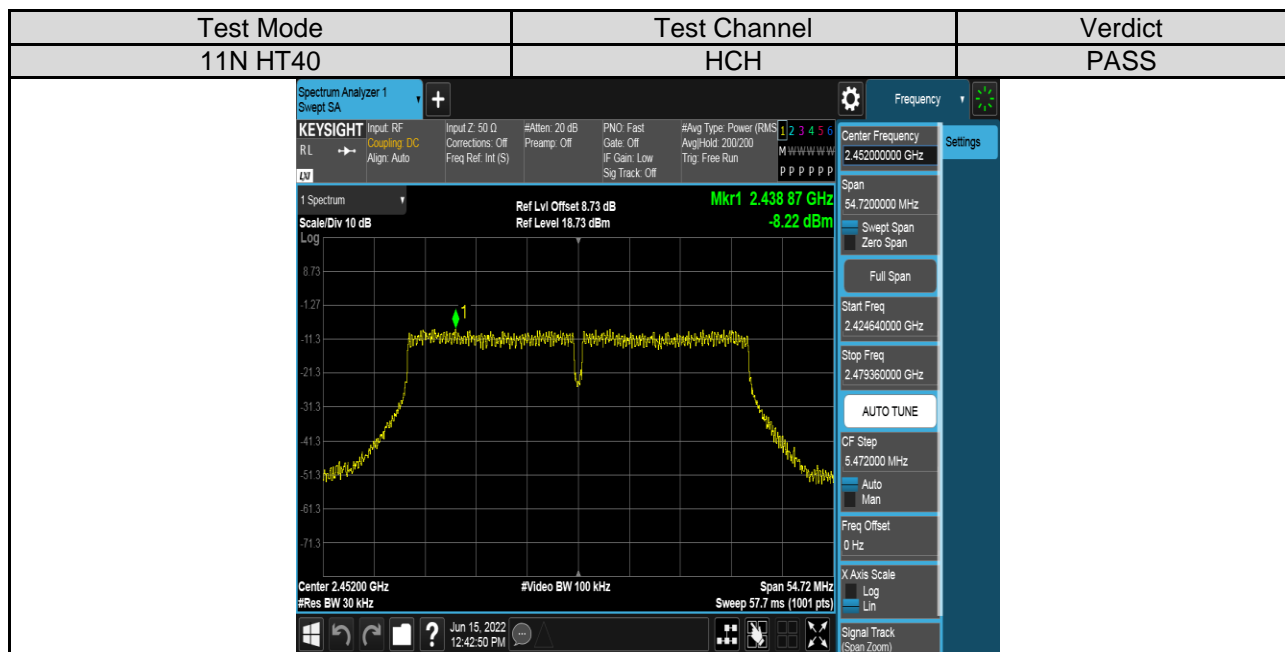 Test Mode Test Channel Verdict
11N HT40 HCH PASS
Spectrum Analyzer 1
Swept SA
+
Frequency
KEYSIGHT
RL
LXI
Input: RF
Coupling: DC
Align: Auto
Input Z: 50 Ω
Corrections: Off
Freq Ref: Int (S)
#Atten: 20 dB
Preamp: Off
PNO: Fast
Gate: Off
IF Gain: Low
Sig Track: Off
#Avg Type: Power (RMS
Avg|Hold: 200/200
Trig: Free Run
1 2 3 4 5 6
M W W W W W
P P P P P P
1 Spectrum
Scale/Div 10 dB
Log
Ref Lvl Offset 8.73 dB
Ref Level 18.73 dBm
Mkr1 2.438 87 GHz
-8.22 dBm
8.73
-1.27
1
-11.3
-21.3
-31.3
-41.3
-51.3
-61.3
-71.3
Center 2.45200 GHz
#Res BW 30 kHz
#Video BW 100 kHz
Span 54.72 MHz
Sweep 57.7 ms (1001 pts)
?
Jun 15, 2022
12:42:50 PM
Settings
Center Frequency
2.452000000 GHz
Span
54.7200000 MHz
Swept Span
Zero Span
Full Span
Start Freq
2.424640000 GHz
Stop Freq
2.479360000 GHz
AUTO TUNE
CF Step
5.472000 MHz
Auto
Man
Freq Offset
0 Hz
X Axis Scale
Log
Lin
Signal Track
(Span Zoom)